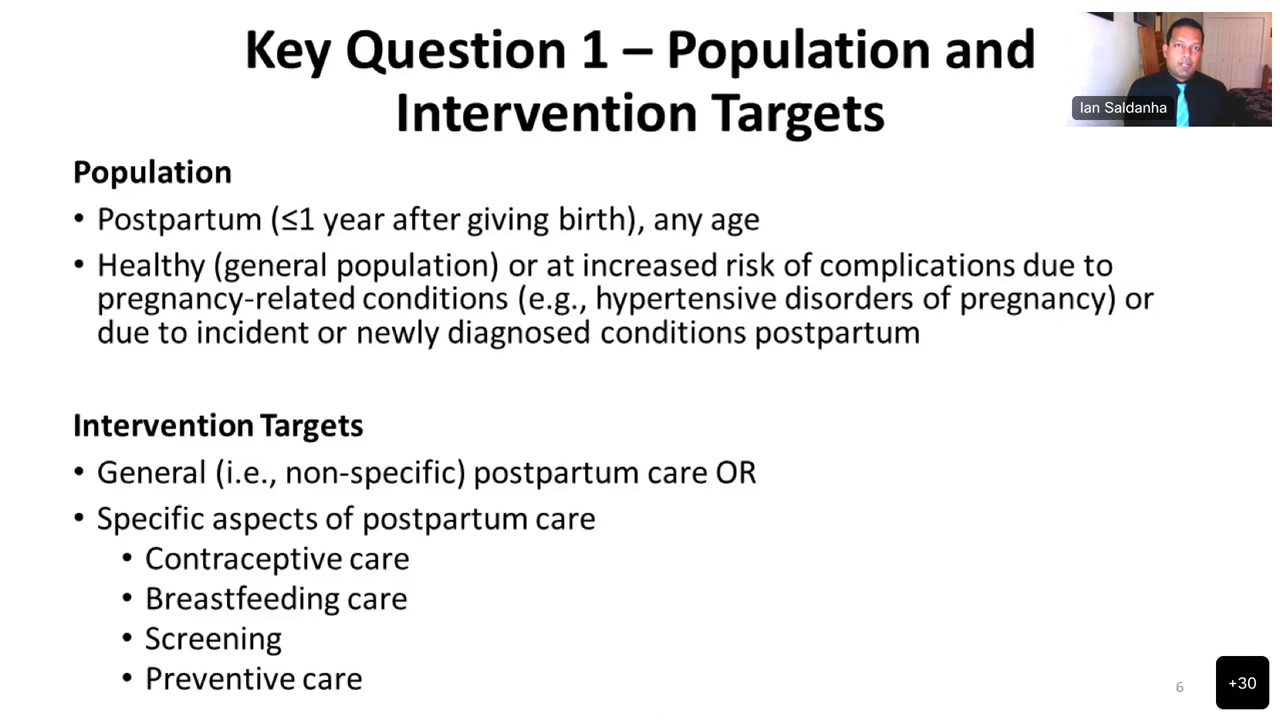 Key Question 1 – Population and
Intervention Targets
Ian Saldanha
Population
• Postpartum (≤1 year after giving birth), any age
• Healthy (general population) or at increased risk of complications due to
pregnancy-related conditions (e.g., hypertensive disorders of pregnancy) or
due to incident or newly diagnosed conditions postpartum
Intervention Targets
• General (i.e., non-specific) postpartum care OR
• Specific aspects of postpartum care
• Contraceptive care
• Breastfeeding care
• Screening
• Preventive care
6
+30